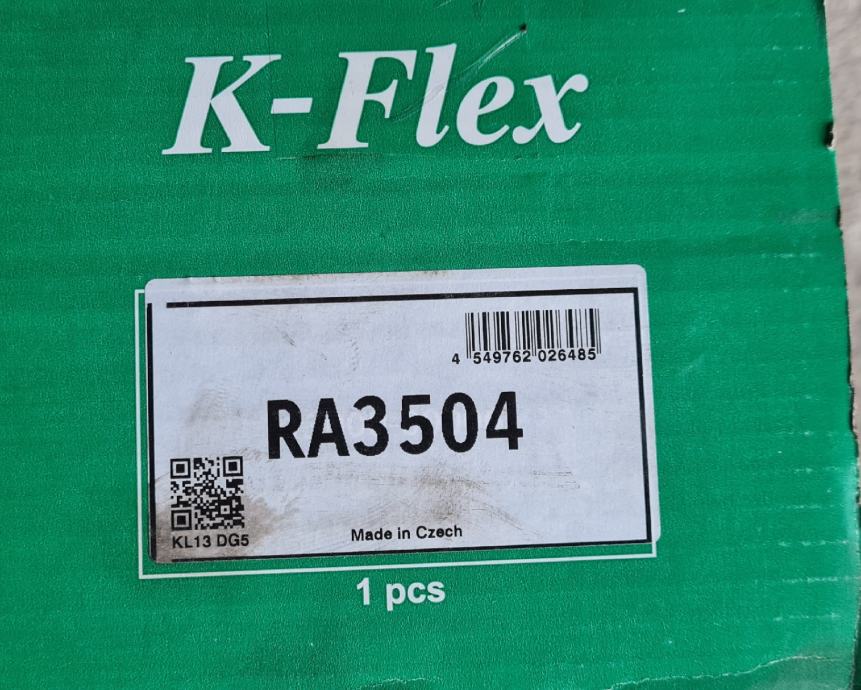 K-Flex
4 549762 026485
RA3504
KL13 DG5
Made in Czech
1 pcs